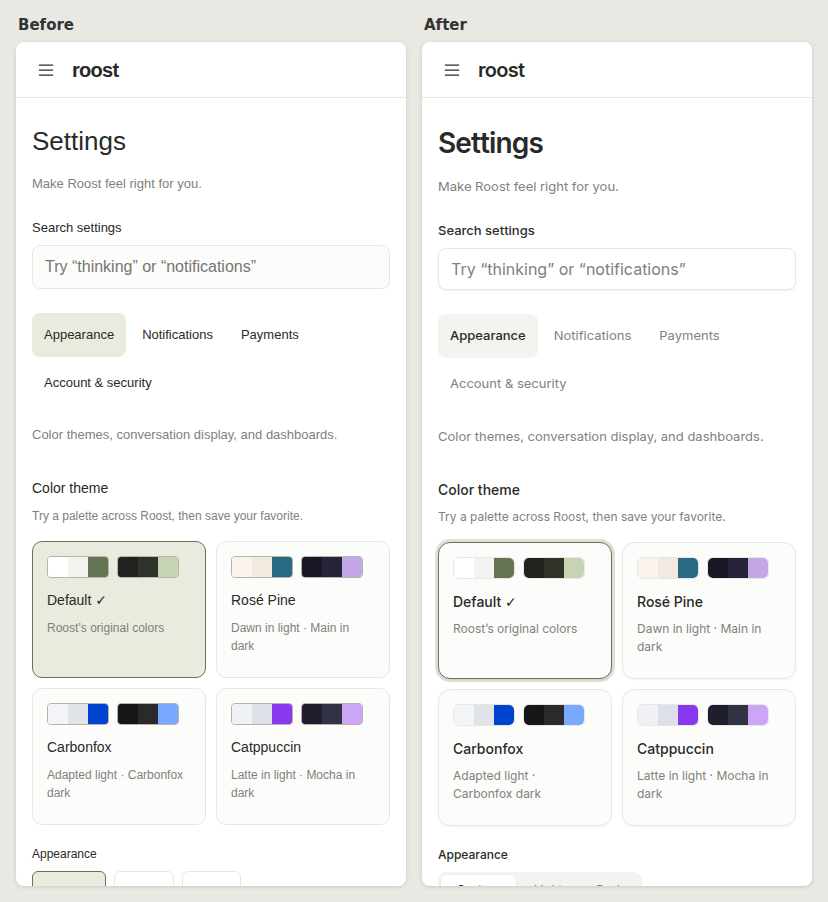 Before
roost
Settings
Make Roost feel right for you.
Search settings
Try “thinking” or “notifications”
Appearance
Notifications
Payments
Account & security
Color themes, conversation display, and dashboards.
Color theme
Try a palette across Roost, then save your favorite.
Default ✓
Roost’s original colors
Rosé Pine
Dawn in light · Main in
dark
Carbonfox
Adapted light · Carbonfox
dark
Catppuccin
Latte in light · Mocha in
dark
Appearance
After
roost
Settings
Make Roost feel right for you.
Search settings
Try “thinking” or “notifications”
Appearance
Notifications
Payments
Account & security
Color themes, conversation display, and dashboards.
Color theme
Try a palette across Roost, then save your favorite.
Default ✓
Roost’s original colors
Rosé Pine
Dawn in light · Main in
dark
Carbonfox
Adapted light ·
Carbonfox dark
Catppuccin
Latte in light · Mocha in
dark
Appearance